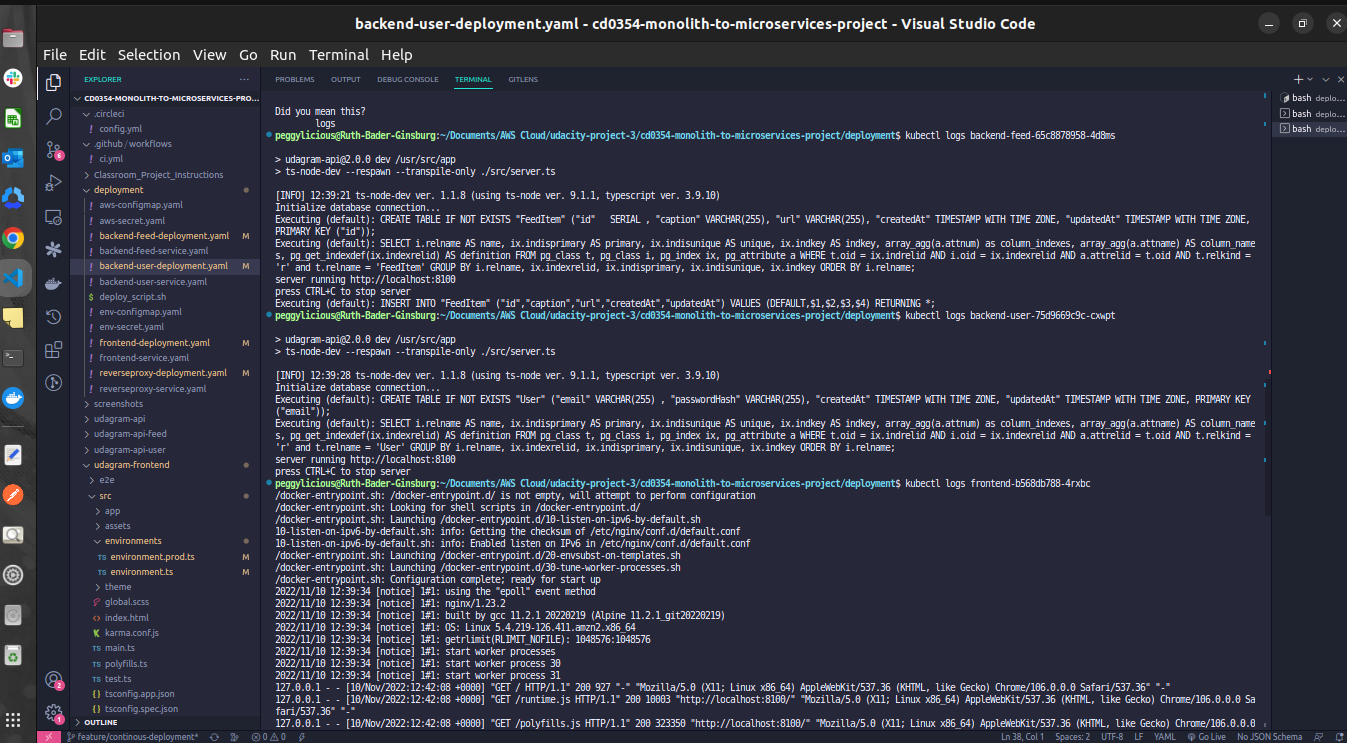 backend-user-deployment.yaml - cd0354-monolith-to-microservices-project - Visual Studio Code
File Edit Selection View Go Run Terminal Help
EXPLORER
CD0354-MONOLITH-TO-MICROSERVICES-PRO...
.circleci
! config.yml
.github / workflows
! ci.yml
Classroom_Project_Instructions
deployment
! aws-configmap.yaml
! aws-secret.yaml
! backend-feed-deployment.yaml M
! backend-feed-service.yaml
! backend-user-deployment.yaml M
! backend-user-service.yaml
$ deploy_script.sh
! env-configmap.yaml
! env-secret.yaml
! frontend-deployment.yaml M
! frontend-service.yaml
! reverseproxy-deployment.yaml M
! reverseproxy-service.yaml
screenshots
udagram-api
udagram-api-feed
udagram-api-user
udagram-frontend
e2e
src
app
assets
environments
TS environment.prod.ts M
TS environment.ts M
theme
global.scss
<> index.html
karma.conf.js
TS main.ts
TS polyfills.ts
TS test.ts
{} tsconfig.app.json
{} tsconfig.spec.json
OUTLINE
6
2
1
PROBLEMS OUTPUT DEBUG CONSOLE TERMINAL GITLENS
Did you mean this?
logs
peggylicious@Ruth-Bader-Ginsburg:~/Documents/AWS Cloud/udacity-project-3/cd0354-monolith-to-microservices-project/deployment$ kubectl logs backend-feed-65c8878958-4d8ms
> udagram-api@2.0.0 dev /usr/src/app
> ts-node-dev --respawn --transpile-only ./src/server.ts
[INFO] 12:39:21 ts-node-dev ver. 1.1.8 (using ts-node ver. 9.1.1, typescript ver. 3.9.10)
Initialize database connection...
Executing (default): CREATE TABLE IF NOT EXISTS "FeedItem" ("id"   SERIAL , "caption" VARCHAR(255), "url" VARCHAR(255), "createdAt" TIMESTAMP WITH TIME ZONE, "updatedAt" TIMESTAMP WITH TIME ZONE,
PRIMARY KEY ("id"));
Executing (default): SELECT i.relname AS name, ix.indisprimary AS primary, ix.indisunique AS unique, ix.indkey AS indkey, array_agg(a.attnum) as column_indexes, array_agg(a.attname) AS column_name
s, pg_get_indexdef(ix.indexrelid) AS definition FROM pg_class t, pg_class i, pg_index ix, pg_attribute a WHERE t.oid = ix.indrelid AND i.oid = ix.indexrelid AND a.attrelid = t.oid AND t.relkind =
'r' and t.relname = 'FeedItem' GROUP BY i.relname, ix.indexrelid, ix.indisprimary, ix.indisunique, ix.indkey ORDER BY i.relname;
server running http://localhost:8100
press CTRL+C to stop server
Executing (default): INSERT INTO "FeedItem" ("id","caption","url","createdAt","updatedAt") VALUES (DEFAULT,$1,$2,$3,$4) RETURNING *;
peggylicious@Ruth-Bader-Ginsburg:~/Documents/AWS Cloud/udacity-project-3/cd0354-monolith-to-microservices-project/deployment$ kubectl logs backend-user-75d9669c9c-cxwpt
> udagram-api@2.0.0 dev /usr/src/app
> ts-node-dev --respawn --transpile-only ./src/server.ts
[INFO] 12:39:28 ts-node-dev ver. 1.1.8 (using ts-node ver. 9.1.1, typescript ver. 3.9.10)
Initialize database connection...
Executing (default): CREATE TABLE IF NOT EXISTS "User" ("email" VARCHAR(255) , "passwordHash" VARCHAR(255), "createdAt" TIMESTAMP WITH TIME ZONE, "updatedAt" TIMESTAMP WITH TIME ZONE, PRIMARY KEY
("email"));
Executing (default): SELECT i.relname AS name, ix.indisprimary AS primary, ix.indisunique AS unique, ix.indkey AS indkey, array_agg(a.attnum) as column_indexes, array_agg(a.attname) AS column_name
s, pg_get_indexdef(ix.indexrelid) AS definition FROM pg_class t, pg_class i, pg_index ix, pg_attribute a WHERE t.oid = ix.indrelid AND i.oid = ix.indexrelid AND a.attrelid = t.oid AND t.relkind =
'r' and t.relname = 'User' GROUP BY i.relname, ix.indexrelid, ix.indisprimary, ix.indisunique, ix.indkey ORDER BY i.relname;
server running http://localhost:8100
press CTRL+C to stop server
peggylicious@Ruth-Bader-Ginsburg:~/Documents/AWS Cloud/udacity-project-3/cd0354-monolith-to-microservices-project/deployment$ kubectl logs frontend-b568db788-4rxbc
/docker-entrypoint.sh: /docker-entrypoint.d/ is not empty, will attempt to perform configuration
/docker-entrypoint.sh: Looking for shell scripts in /docker-entrypoint.d/
/docker-entrypoint.sh: Launching /docker-entrypoint.d/10-listen-on-ipv6-by-default.sh
10-listen-on-ipv6-by-default.sh: info: Getting the checksum of /etc/nginx/conf.d/default.conf
10-listen-on-ipv6-by-default.sh: info: Enabled listen on IPv6 in /etc/nginx/conf.d/default.conf
/docker-entrypoint.sh: Launching /docker-entrypoint.d/20-envsubst-on-templates.sh
/docker-entrypoint.sh: Launching /docker-entrypoint.d/30-tune-worker-processes.sh
/docker-entrypoint.sh: Configuration complete; ready for start up
2022/11/10 12:39:34 [notice] 1#1: using the "epoll" event method
2022/11/10 12:39:34 [notice] 1#1: nginx/1.23.2
2022/11/10 12:39:34 [notice] 1#1: built by gcc 11.2.1 20220219 (Alpine 11.2.1_git20220219)
2022/11/10 12:39:34 [notice] 1#1: OS: Linux 5.4.219-126.411.amzn2.x86_64
2022/11/10 12:39:34 [notice] 1#1: getrlimit(RLIMIT_NOFILE): 1048576:1048576
2022/11/10 12:39:34 [notice] 1#1: start worker processes
2022/11/10 12:39:34 [notice] 1#1: start worker process 30
2022/11/10 12:39:34 [notice] 1#1: start worker process 31
127.0.0.1 - - [10/Nov/2022:12:42:08 +0000] "GET / HTTP/1.1" 200 927 "-" "Mozilla/5.0 (X11; Linux x86_64) AppleWebKit/537.36 (KHTML, like Gecko) Chrome/106.0.0.0 Safari/537.36" "-"
127.0.0.1 - - [10/Nov/2022:12:42:08 +0000] "GET /runtime.js HTTP/1.1" 200 10003 "http://localhost:8100/" "Mozilla/5.0 (X11; Linux x86_64) AppleWebKit/537.36 (KHTML, like Gecko) Chrome/106.0.0.0 Sa
fari/537.36" "-"
127.0.0.1 - - [10/Nov/2022:12:42:08 +0000] "GET /polyfills.js HTTP/1.1" 200 323350 "http://localhost:8100/" "Mozilla/5.0 (X11; Linux x86_64) AppleWebKit/537.36 (KHTML, like Gecko) Chrome/106.0.0.0
bash deplo...
bash deplo...
bash deplo...
feature/continous-deployment* 0 0
Ln 38, Col 1 Spaces: 2 UTF-8 LF YAML Go Live No JSON Schema